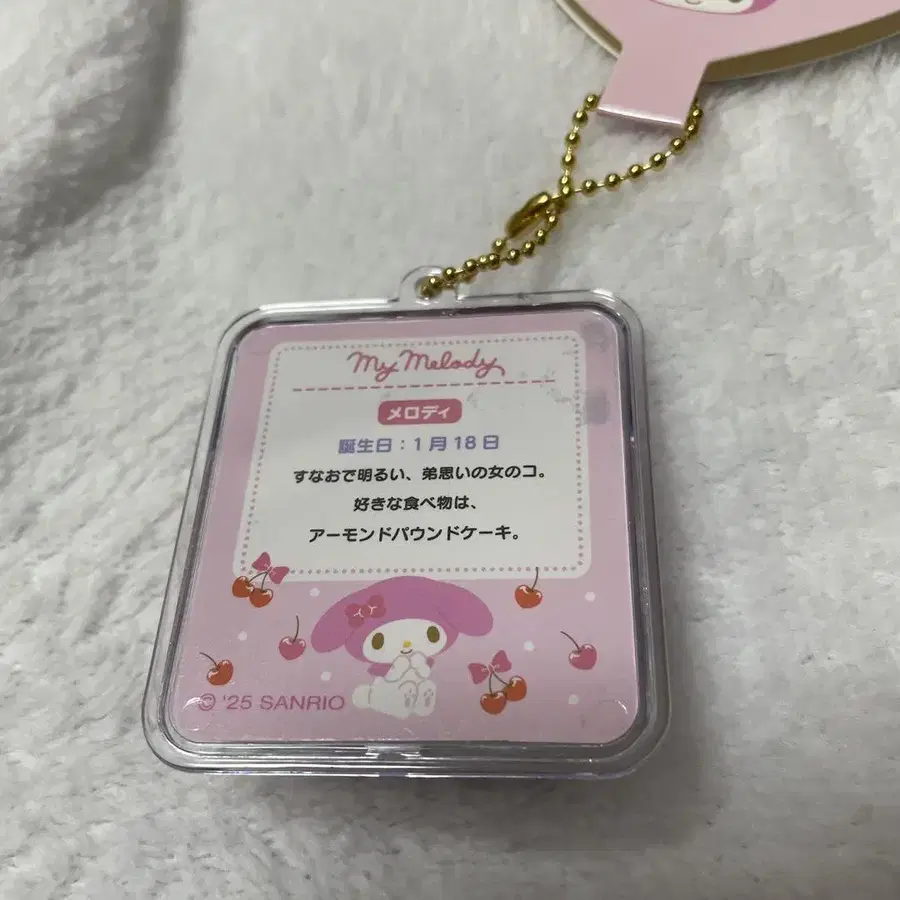 My Melody
メロディ
誕生日：1月18日
すなおで明るい、弟思いの女のコ。
好きな食べ物は、
アーモンドパウンドケーキ。
© '25 SANRIO